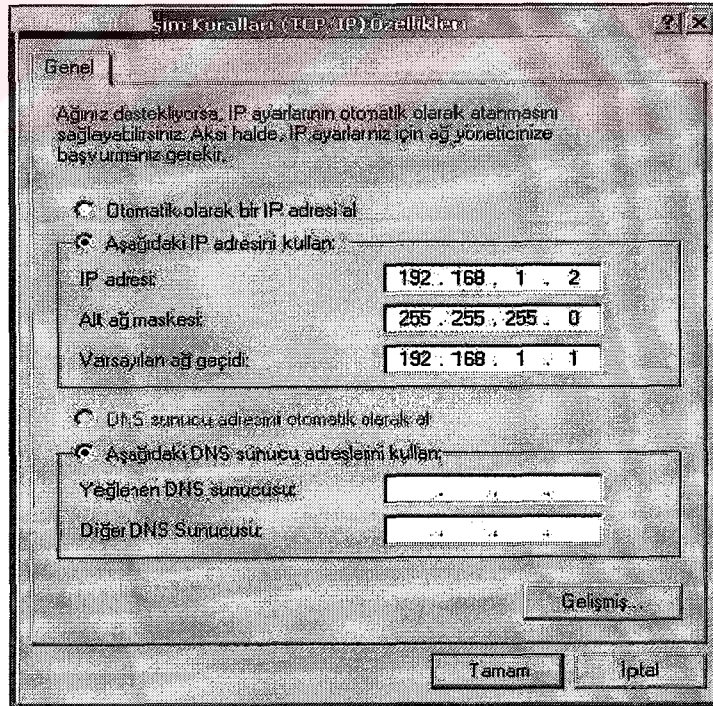 şim Kuralları (TCP/IP) Özellikleri
Genel
Ağınız destekliyorsa, IP ayarlarının otomatik olarak atanmasını
sağlayabilirsiniz. Aksi halde, IP ayarlarınız için ağ yöneticinize
başvurmanız gerekir.
Otomatik olarak bir IP adresi al
Aşağıdaki IP adresini kullan:
IP adresi: 192 . 168 . 1 . 2
Alt ağ maskesi: 255 . 255 . 255 . 0
Varsayılan ağ geçidi: 192 . 168 . 1 . 1
DNS sunucu adresini otomatik olarak al
Aşağıdaki DNS sunucu adreslerini kullan:
Yeğlenen DNS sunucusu: . . .
Diğer DNS Sunucusu: . . .
Gelişmiş...
Tamam İptal